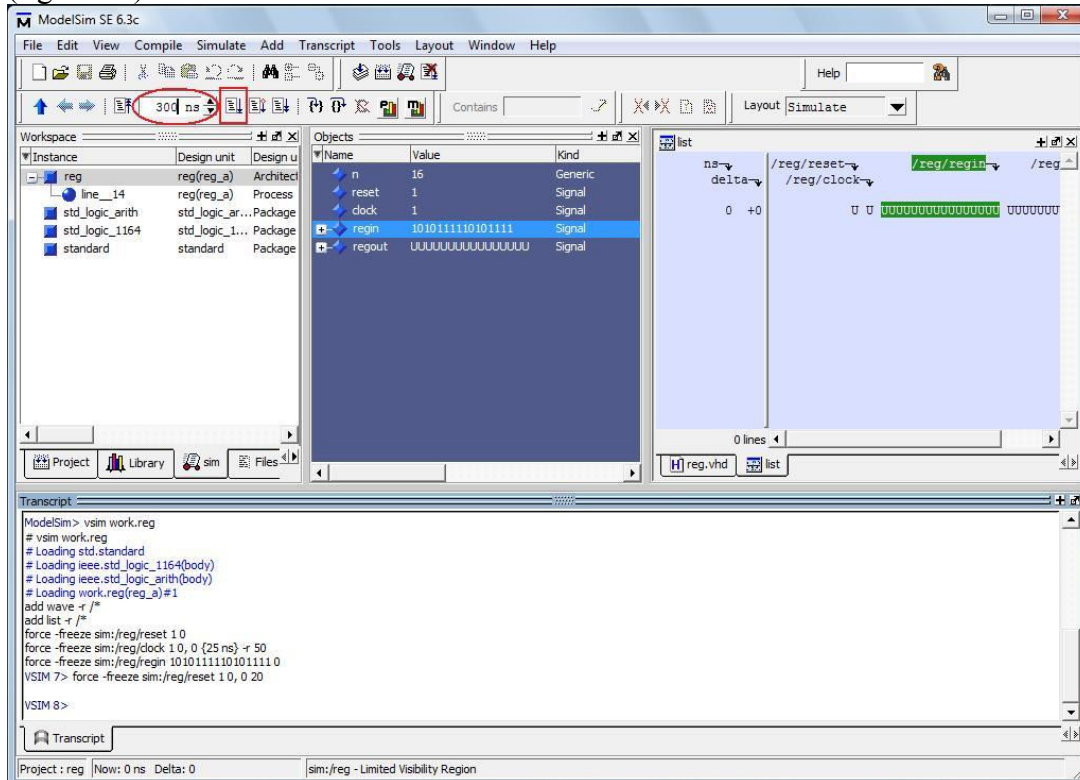 ModelSim SE 6.3c
File Edit View Compile Simulate Add Transcript Tools Layout Window Help
Help
300 ns Contains Layout Simulate
Workspace Objects list
Instance Design unit Design u
reg reg(reg_a) Architect
line__14 reg(reg_a) Process
std_logic_arith std_logic_ar... Package
std_logic_1164 std_logic_1... Package
standard standard Package
Name Value Kind
n 16 Generic
reset 1 Signal
clock 1 Signal
regin 1010111110101111 Signal
regout UUUUUUUUUUUUUUUU Signal
ns /reg/reset /reg/regin /reg
delta /reg/clock
0 +0 U U UUUUUUUUUUUUUUUU UUUUUUU
0 lines
Project Library sim Files
reg.vhd list
Transcript
ModelSim> vsim work.reg
# vsim work.reg
# Loading std.standard
# Loading ieee.std_logic_1164(body)
# Loading ieee.std_logic_arith(body)
# Loading work.reg(reg_a)#1
add wave -r /*
add list -r /*
force -freeze sim:/reg/reset 1 0
force -freeze sim:/reg/clock 1 0, 0 {25 ns} -r 50
force -freeze sim:/reg/regin 1010111110101111 0
VSIM 7> force -freeze sim:/reg/reset 1 0, 0 20
VSIM 8>
Transcript
Project : reg Now: 0 ns Delta: 0 sim:/reg - Limited Visibility Region